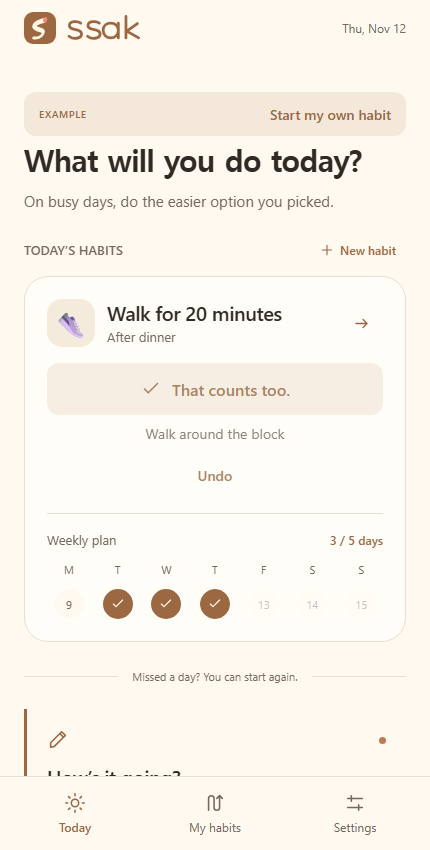 ssak
Thu, Nov 12
EXAMPLE
Start my own habit
What will you do today?
On busy days, do the easier option you picked.
TODAY'S HABITS
New habit
Walk for 20 minutes
After dinner
That counts too.
Walk around the block
Undo
Weekly plan
3 / 5 days
M T W T F S S
9 13 14 15
Missed a day? You can start again.
How's it going?
Today
My habits
Settings